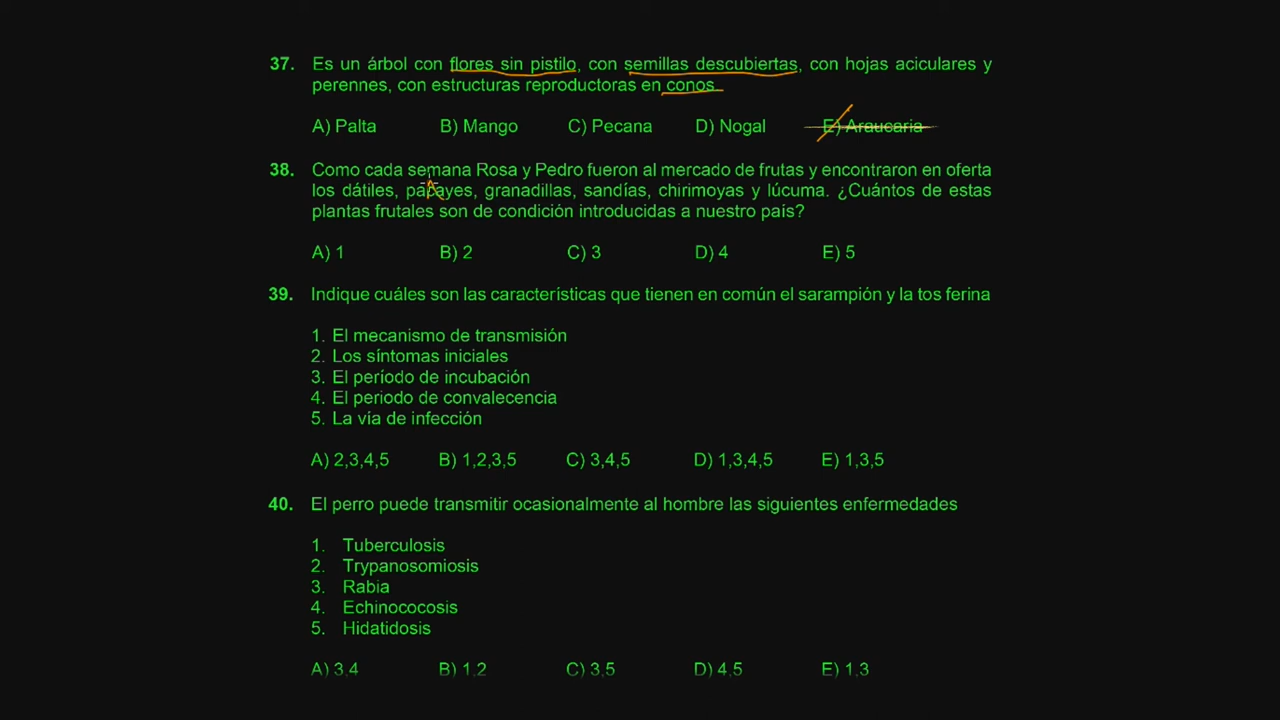 37. Es un árbol con flores sin pistilo, con semillas descubiertas, con hojas aciculares y
perennes, con estructuras reproductoras en conos.
A) Palta B) Mango C) Pecana D) Nogal E) Araucaria
38. Como cada semana Rosa y Pedro fueron al mercado de frutas y encontraron en oferta
los dátiles, papayes, granadillas, sandías, chirimoyas y lúcuma. ¿Cuántos de estas
plantas frutales son de condición introducidas a nuestro país?
A) 1 B) 2 C) 3 D) 4 E) 5
39. Indique cuáles son las características que tienen en común el sarampión y la tos ferina
1. El mecanismo de transmisión
2. Los síntomas iniciales
3. El período de incubación
4. El periodo de convalecencia
5. La vía de infección
A) 2,3,4,5 B) 1,2,3,5 C) 3,4,5 D) 1,3,4,5 E) 1,3,5
40. El perro puede transmitir ocasionalmente al hombre las siguientes enfermedades
1. Tuberculosis
2. Trypanosomiosis
3. Rabia
4. Echinococosis
5. Hidatidosis
A) 3,4 B) 1,2 C) 3,5 D) 4,5 E) 1,3